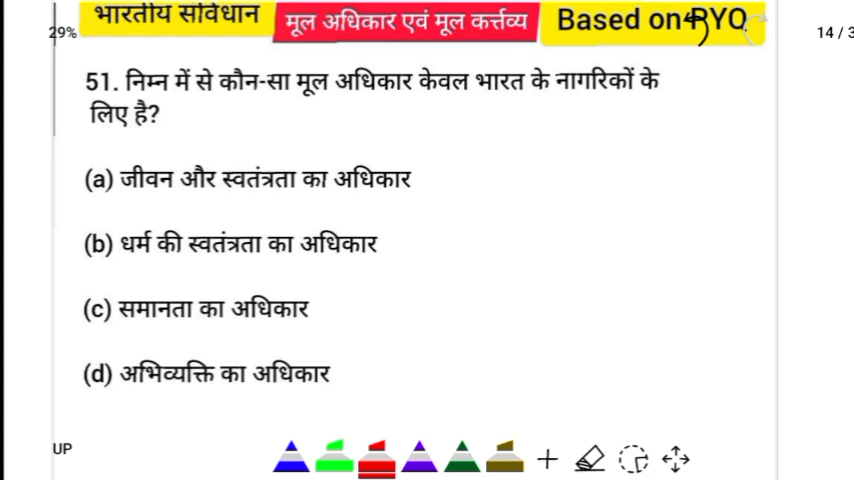 भारतीय संविधान मूल अधिकार एवं मूल कर्त्तव्य Based on PYQ
29% 14 / 3
51. निम्न में से कौन-सा मूल अधिकार केवल भारत के नागरिकों के
लिए है?
(a) जीवन और स्वतंत्रता का अधिकार
(b) धर्म की स्वतंत्रता का अधिकार
(c) समानता का अधिकार
(d) अभिव्यक्ति का अधिकार
UP